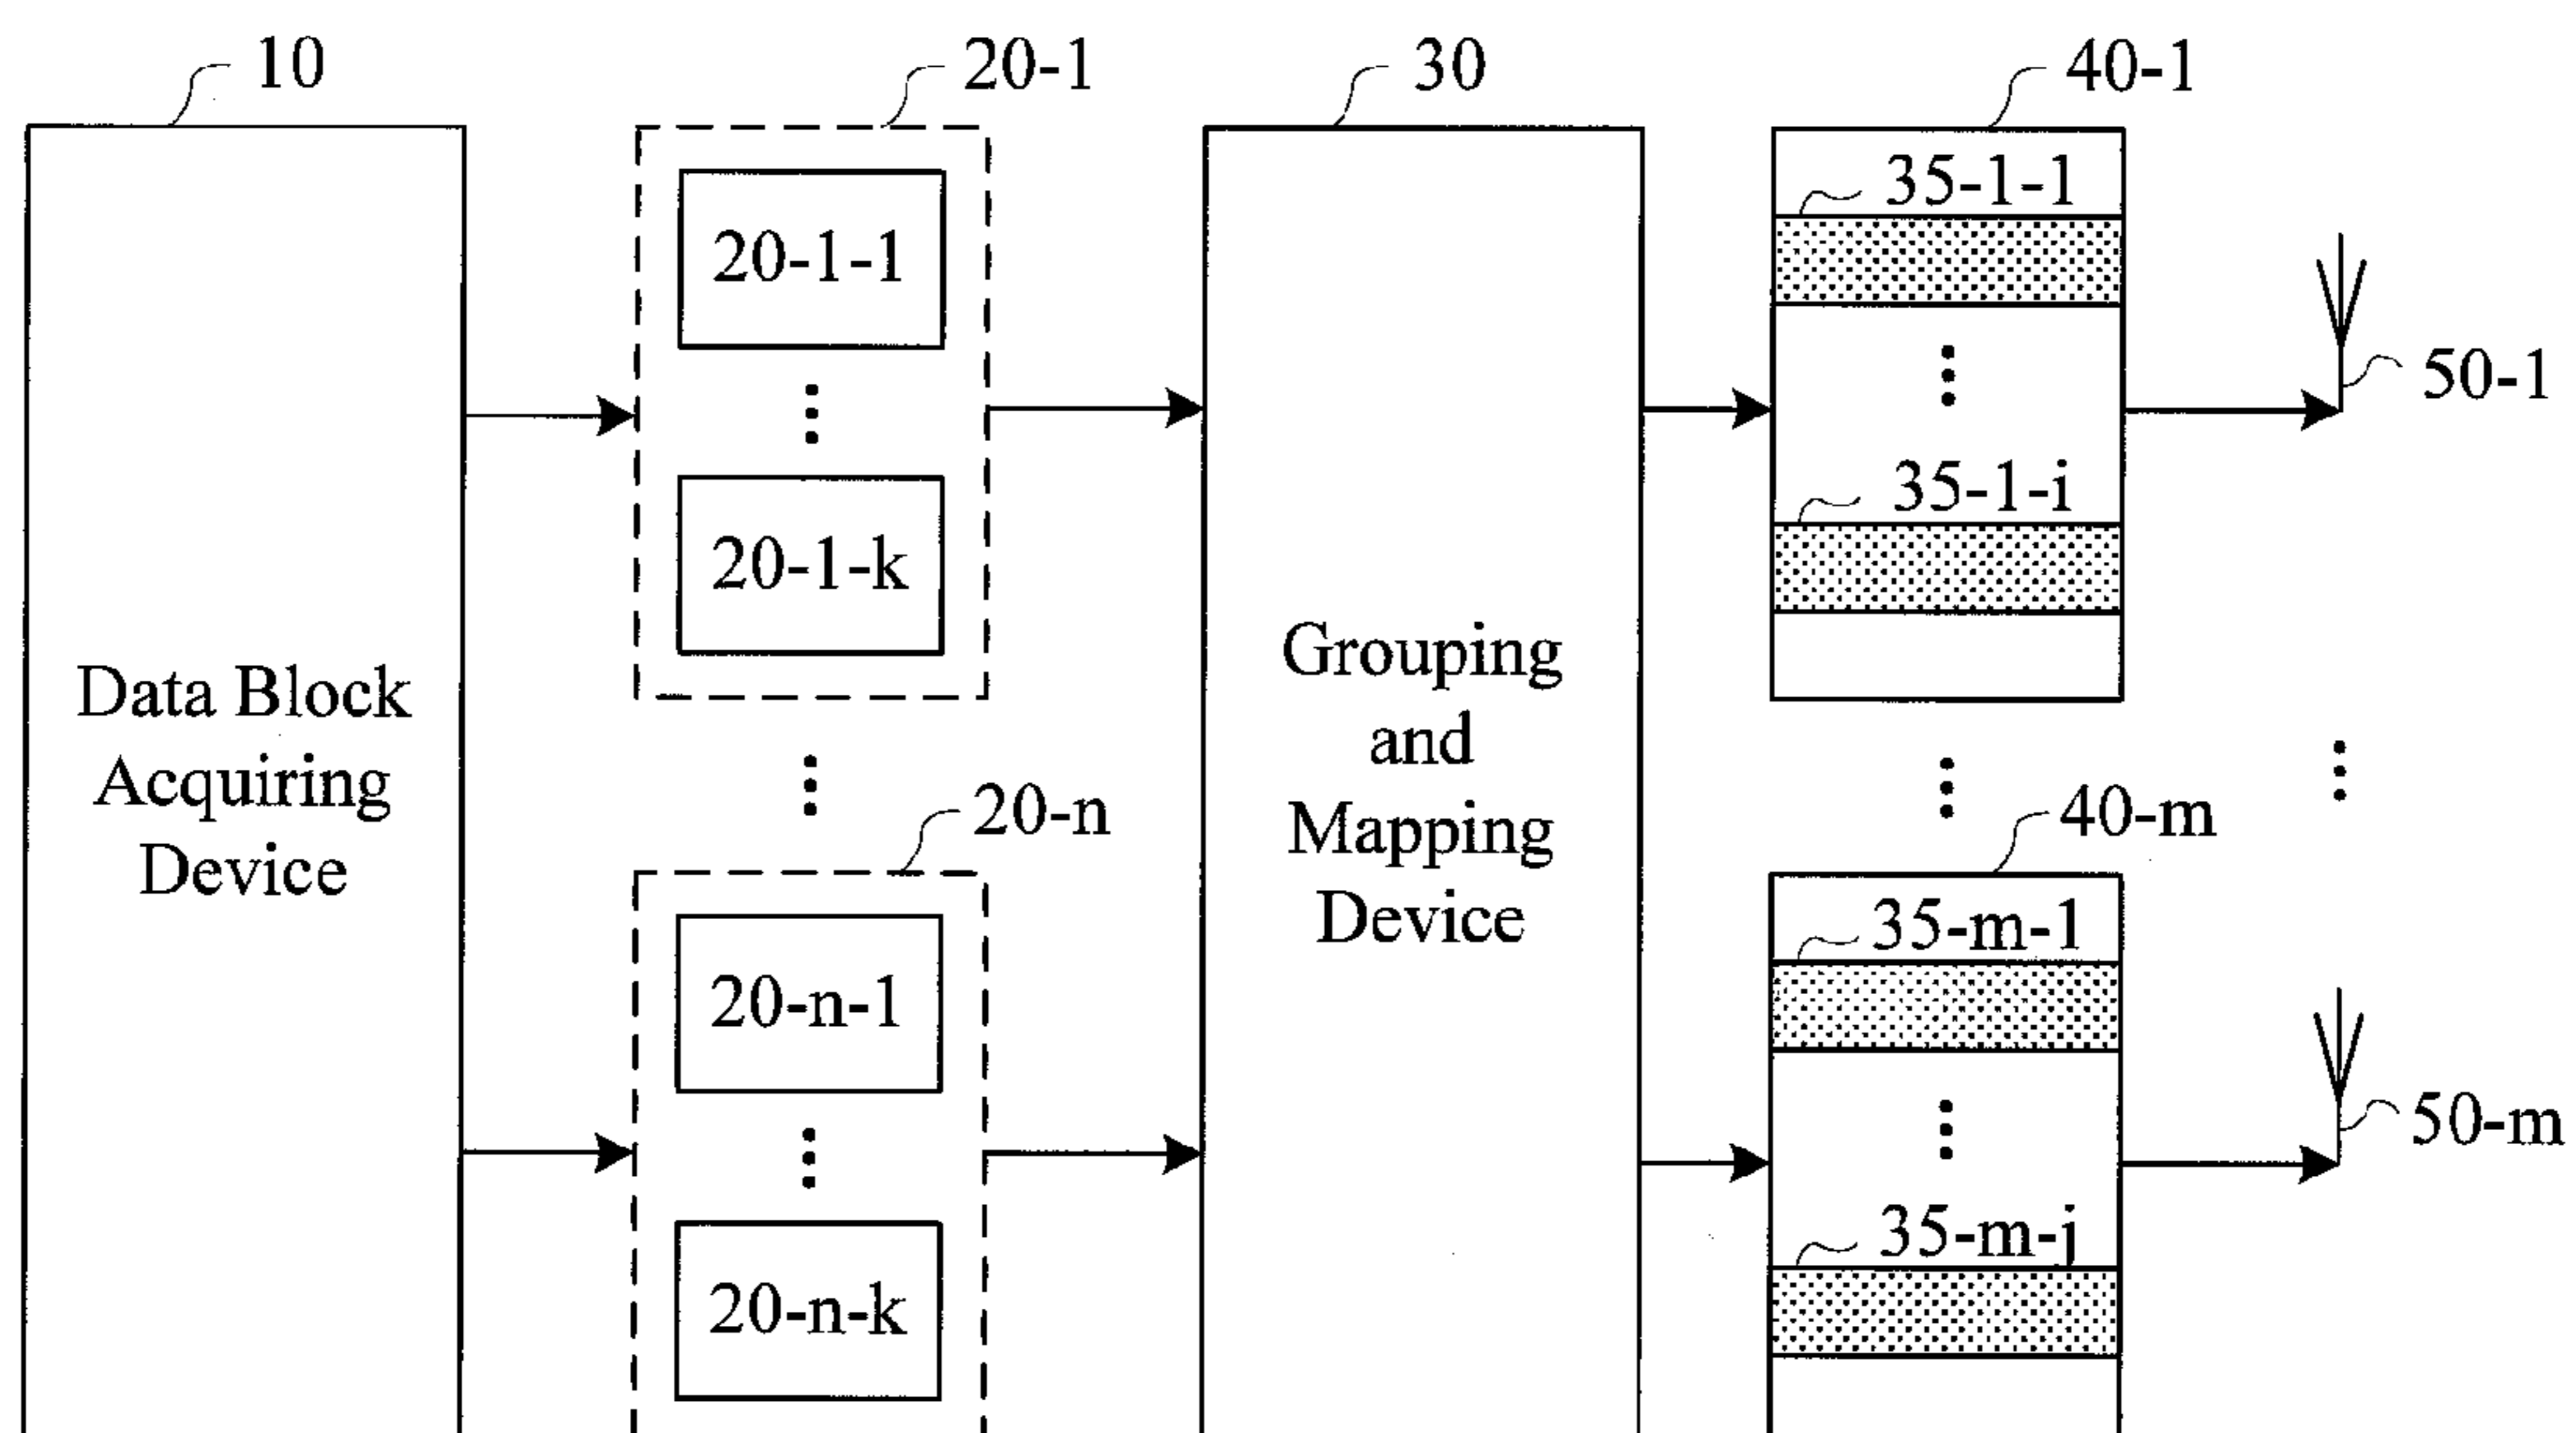 10
20-1
30
40-1
35-1-1
20-1-1
50-1
35-1-i
20-1-k
Data Block
Acquiring
Device
Grouping
and
Mapping
Device
20-n
40-m
35-m-1
20-n-1
50-m
35-m-j
20-n-k